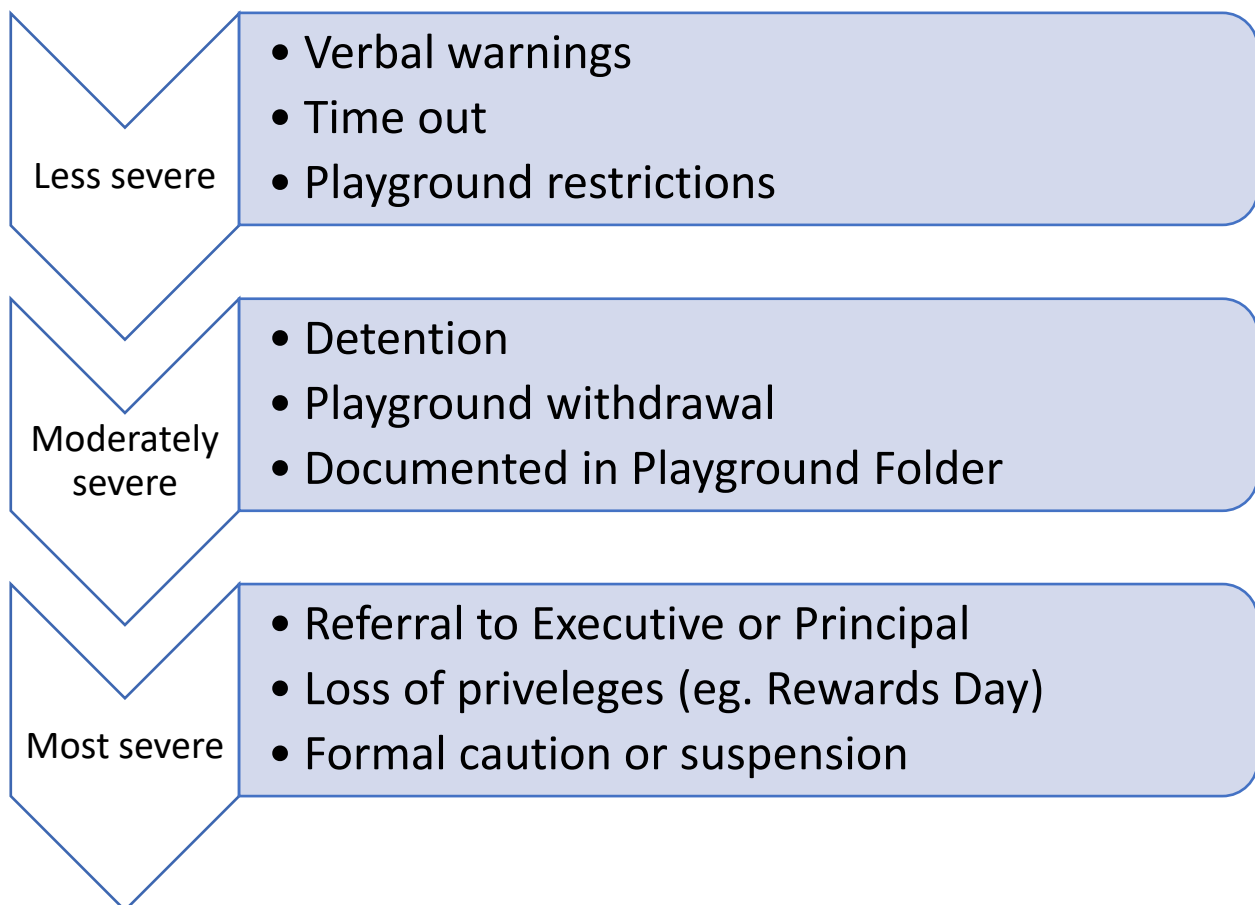 Less severe
• Verbal warnings
• Time out
• Playground restrictions
Moderately
severe
• Detention
• Playground withdrawal
• Documented in Playground Folder
Most severe
• Referral to Executive or Principal
• Loss of priveleges (eg. Rewards Day)
• Formal caution or suspension